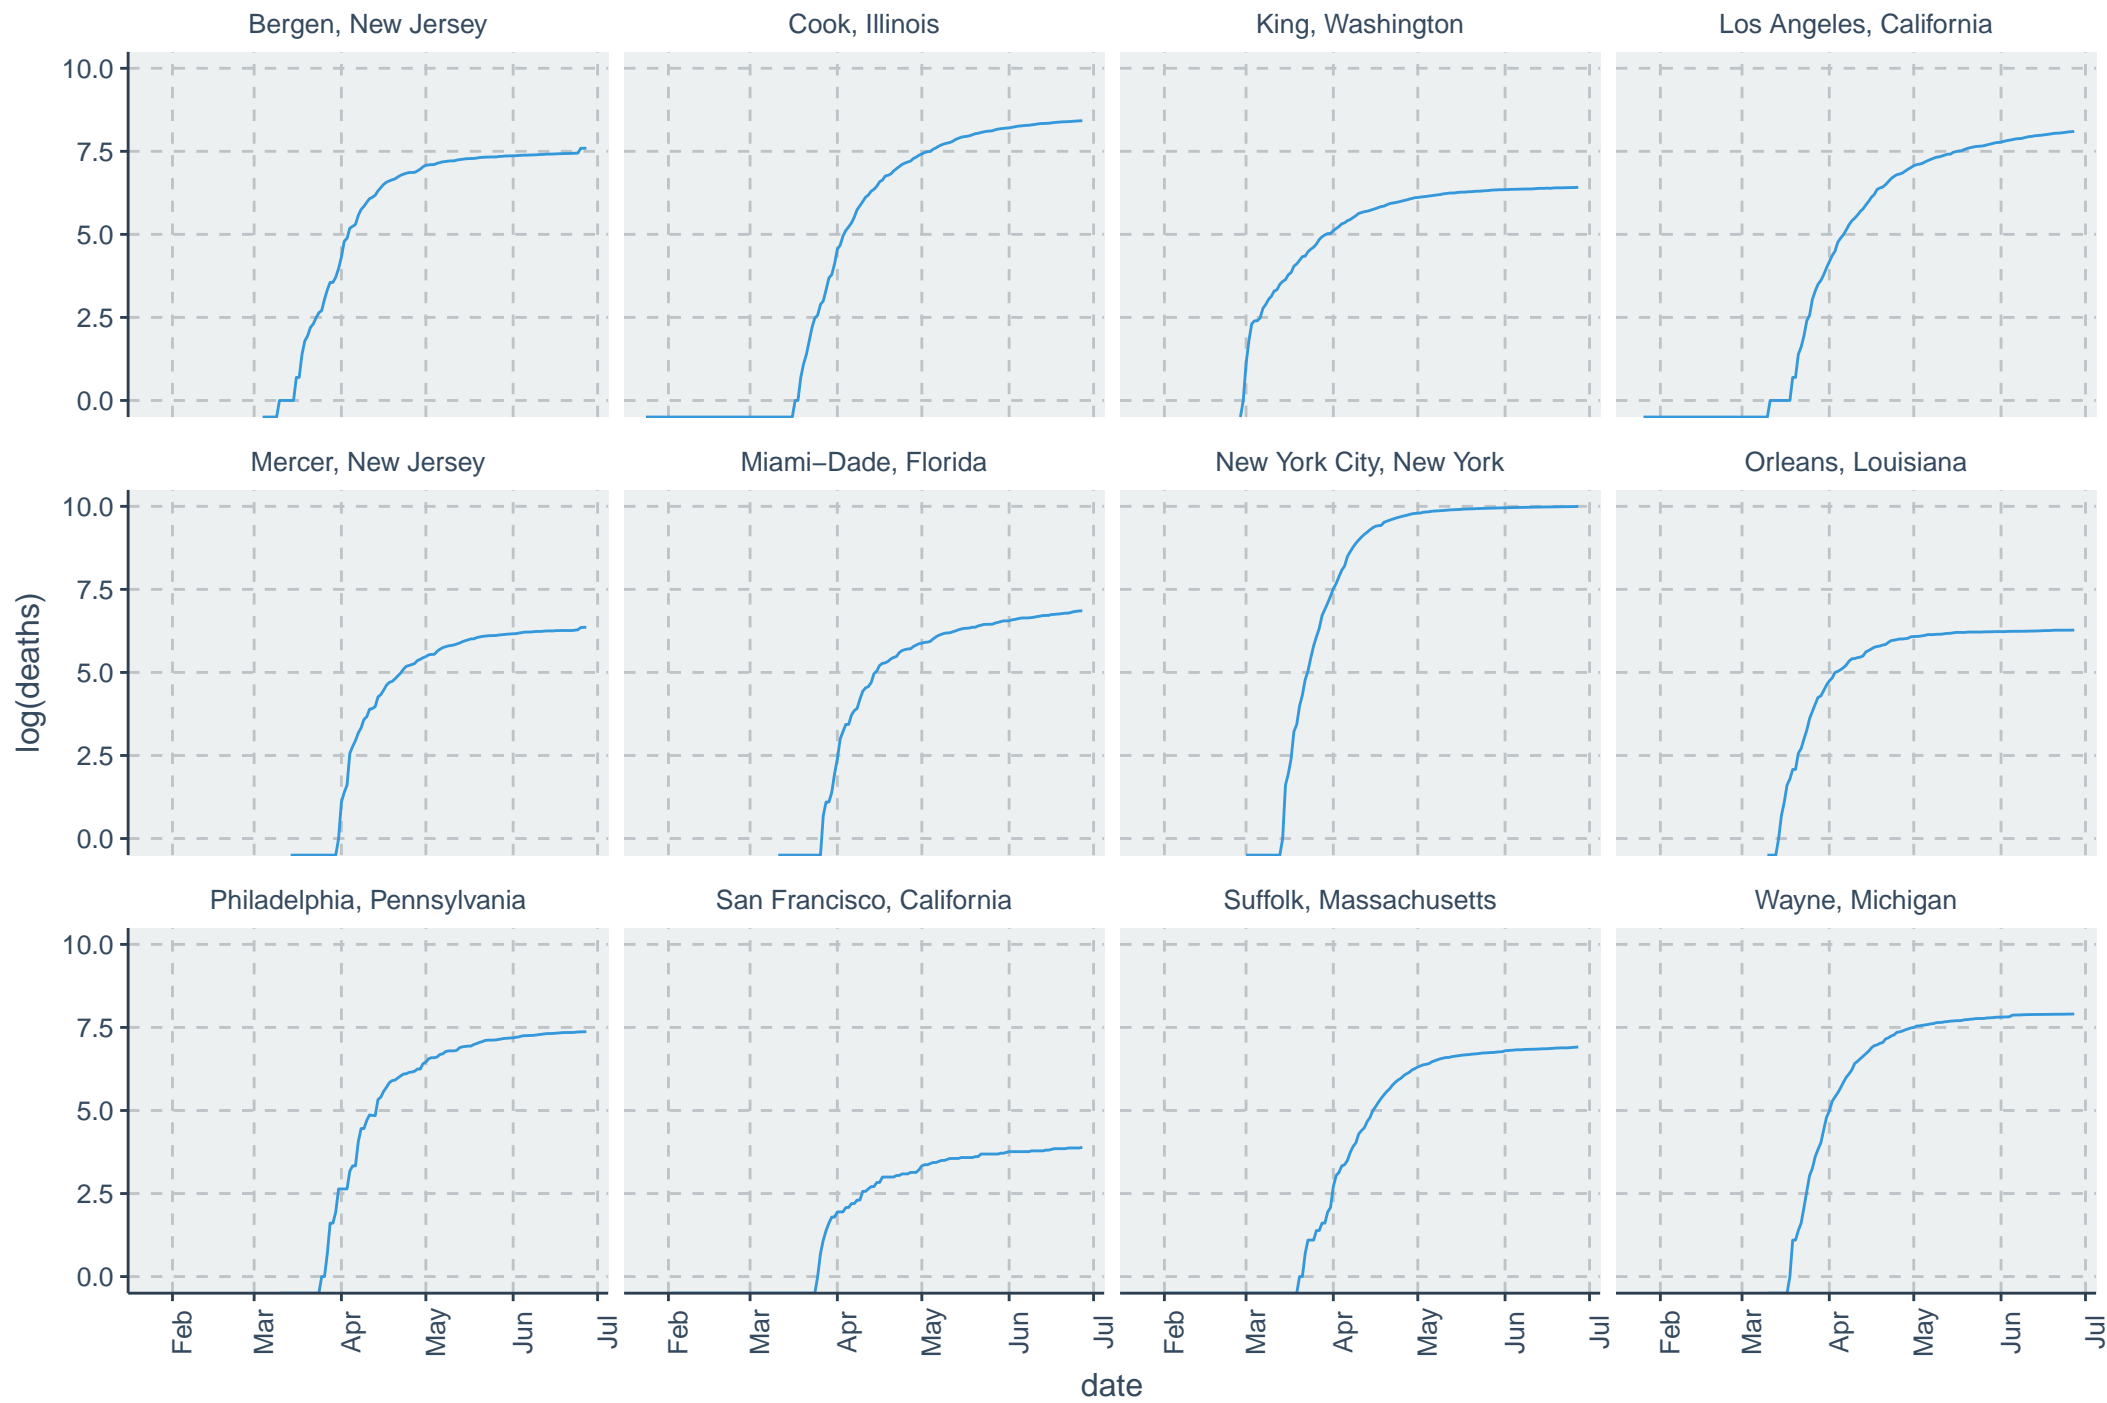 Bergen, New Jersey
Cook, Illinois
King, Washington
Los Angeles, California
10.0
7.5
5.0
2.5
0.0
Mercer, New Jersey
Miami−Dade, Florida
New York City, New York
Orleans, Louisiana
10.0
7.5
5.0
2.5
0.0
log(deaths)
Philadelphia, Pennsylvania
San Francisco, California
Suffolk, Massachusetts
Wayne, Michigan
10.0
7.5
5.0
2.5
0.0
Feb Mar Apr May Jun Jul
Feb Mar Apr May Jun Jul
Feb Mar Apr May Jun Jul
Feb Mar Apr May Jun Jul
date